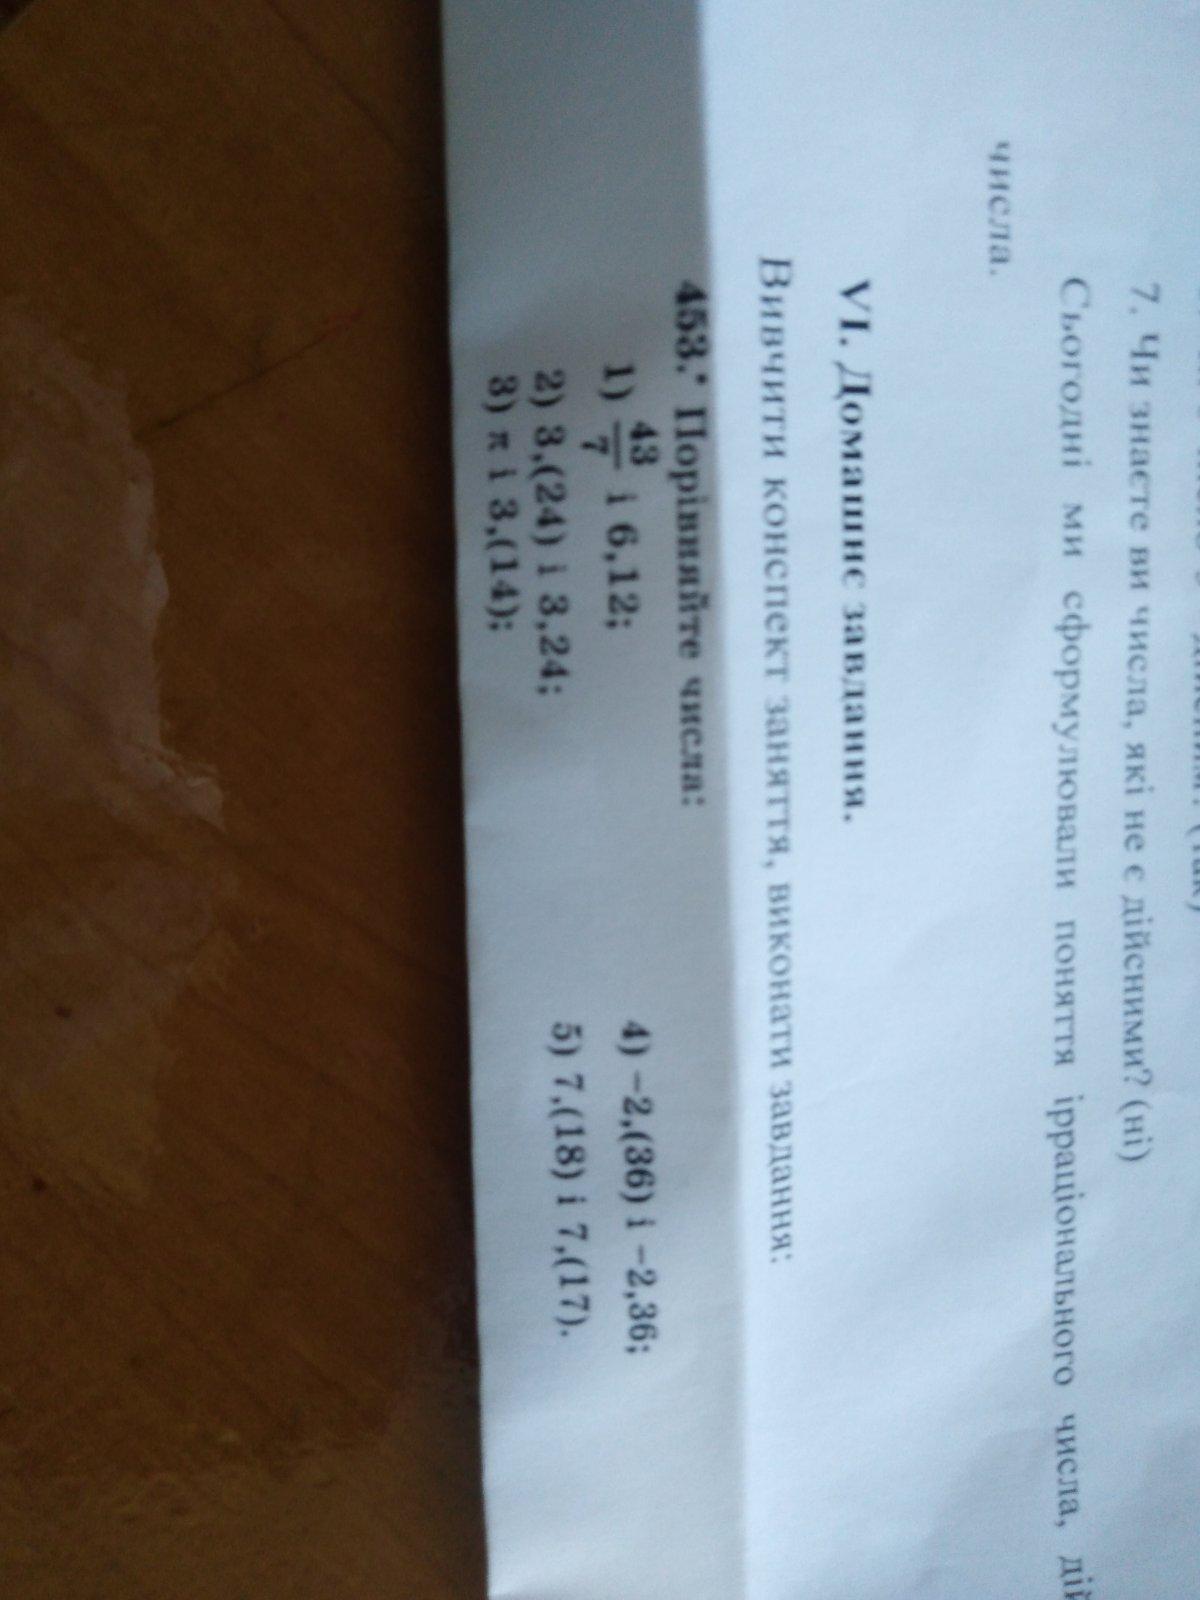 (так)
7. Чи знаєте ви числа, які не є дійсними? (ні)
Сьогодні ми сформулювали поняття ірраціонального числа,
числа.
VI. Домашнє завдання.
Вивчити конспект заняття, виконати завдання:
453.• Порівняйте числа:
1) 43/7 і 6,12;
2) 3,(24) і 3,24;
3) π і 3,(14);
4) −2,(36) і −2,36;
5) 7,(18) і 7,(17).